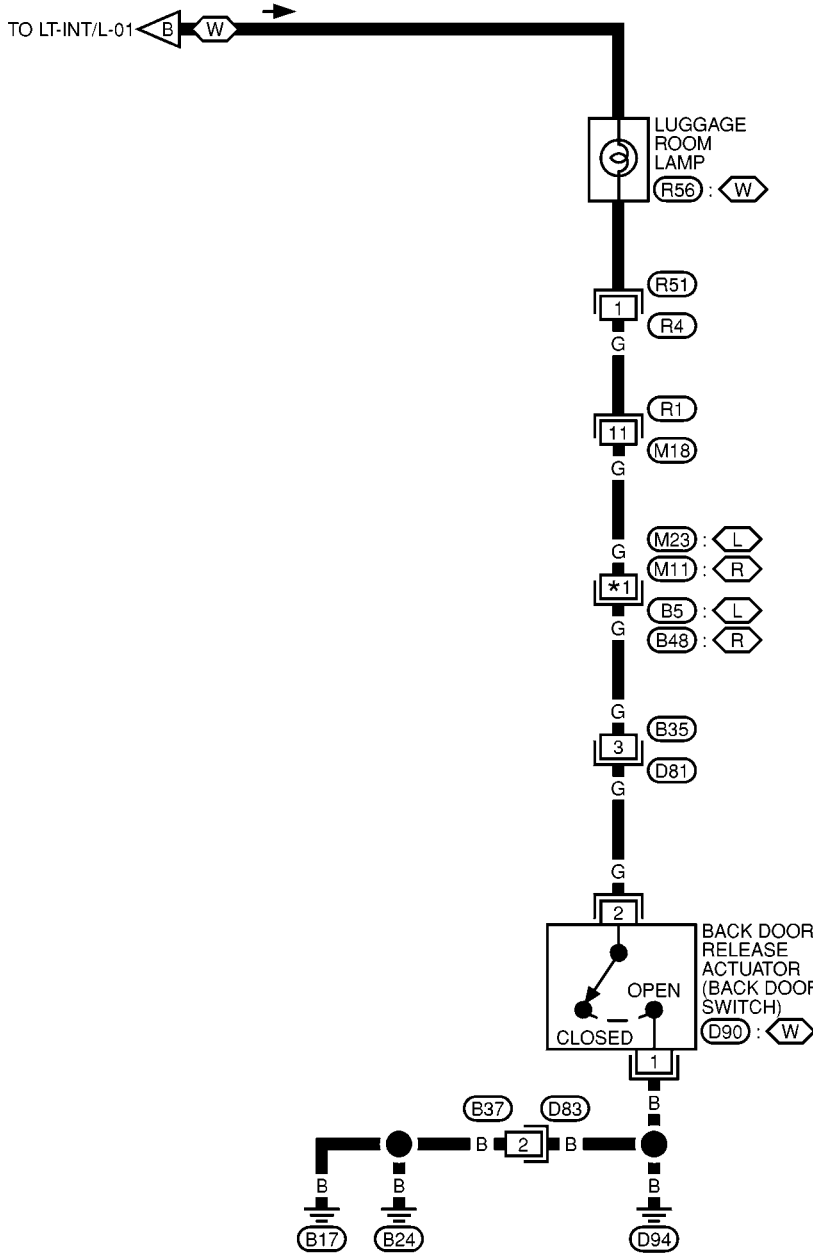 TO LT-INT/L-01 B W
LUGGAGE
ROOM
LAMP
R56 : W
1
R51
R4
G
11
R1
M18
G
G
M23 : L
M11 : R
*1
B5 : L
B48 : R
G
G
B35
3
D81
G
G
2
BACK DOOR
RELEASE
ACTUATOR
(BACK DOOR
SWITCH)
D90 : W
OPEN
CLOSED
1
B
B37 D83
B 2 B
B B B
B17 B24 D94